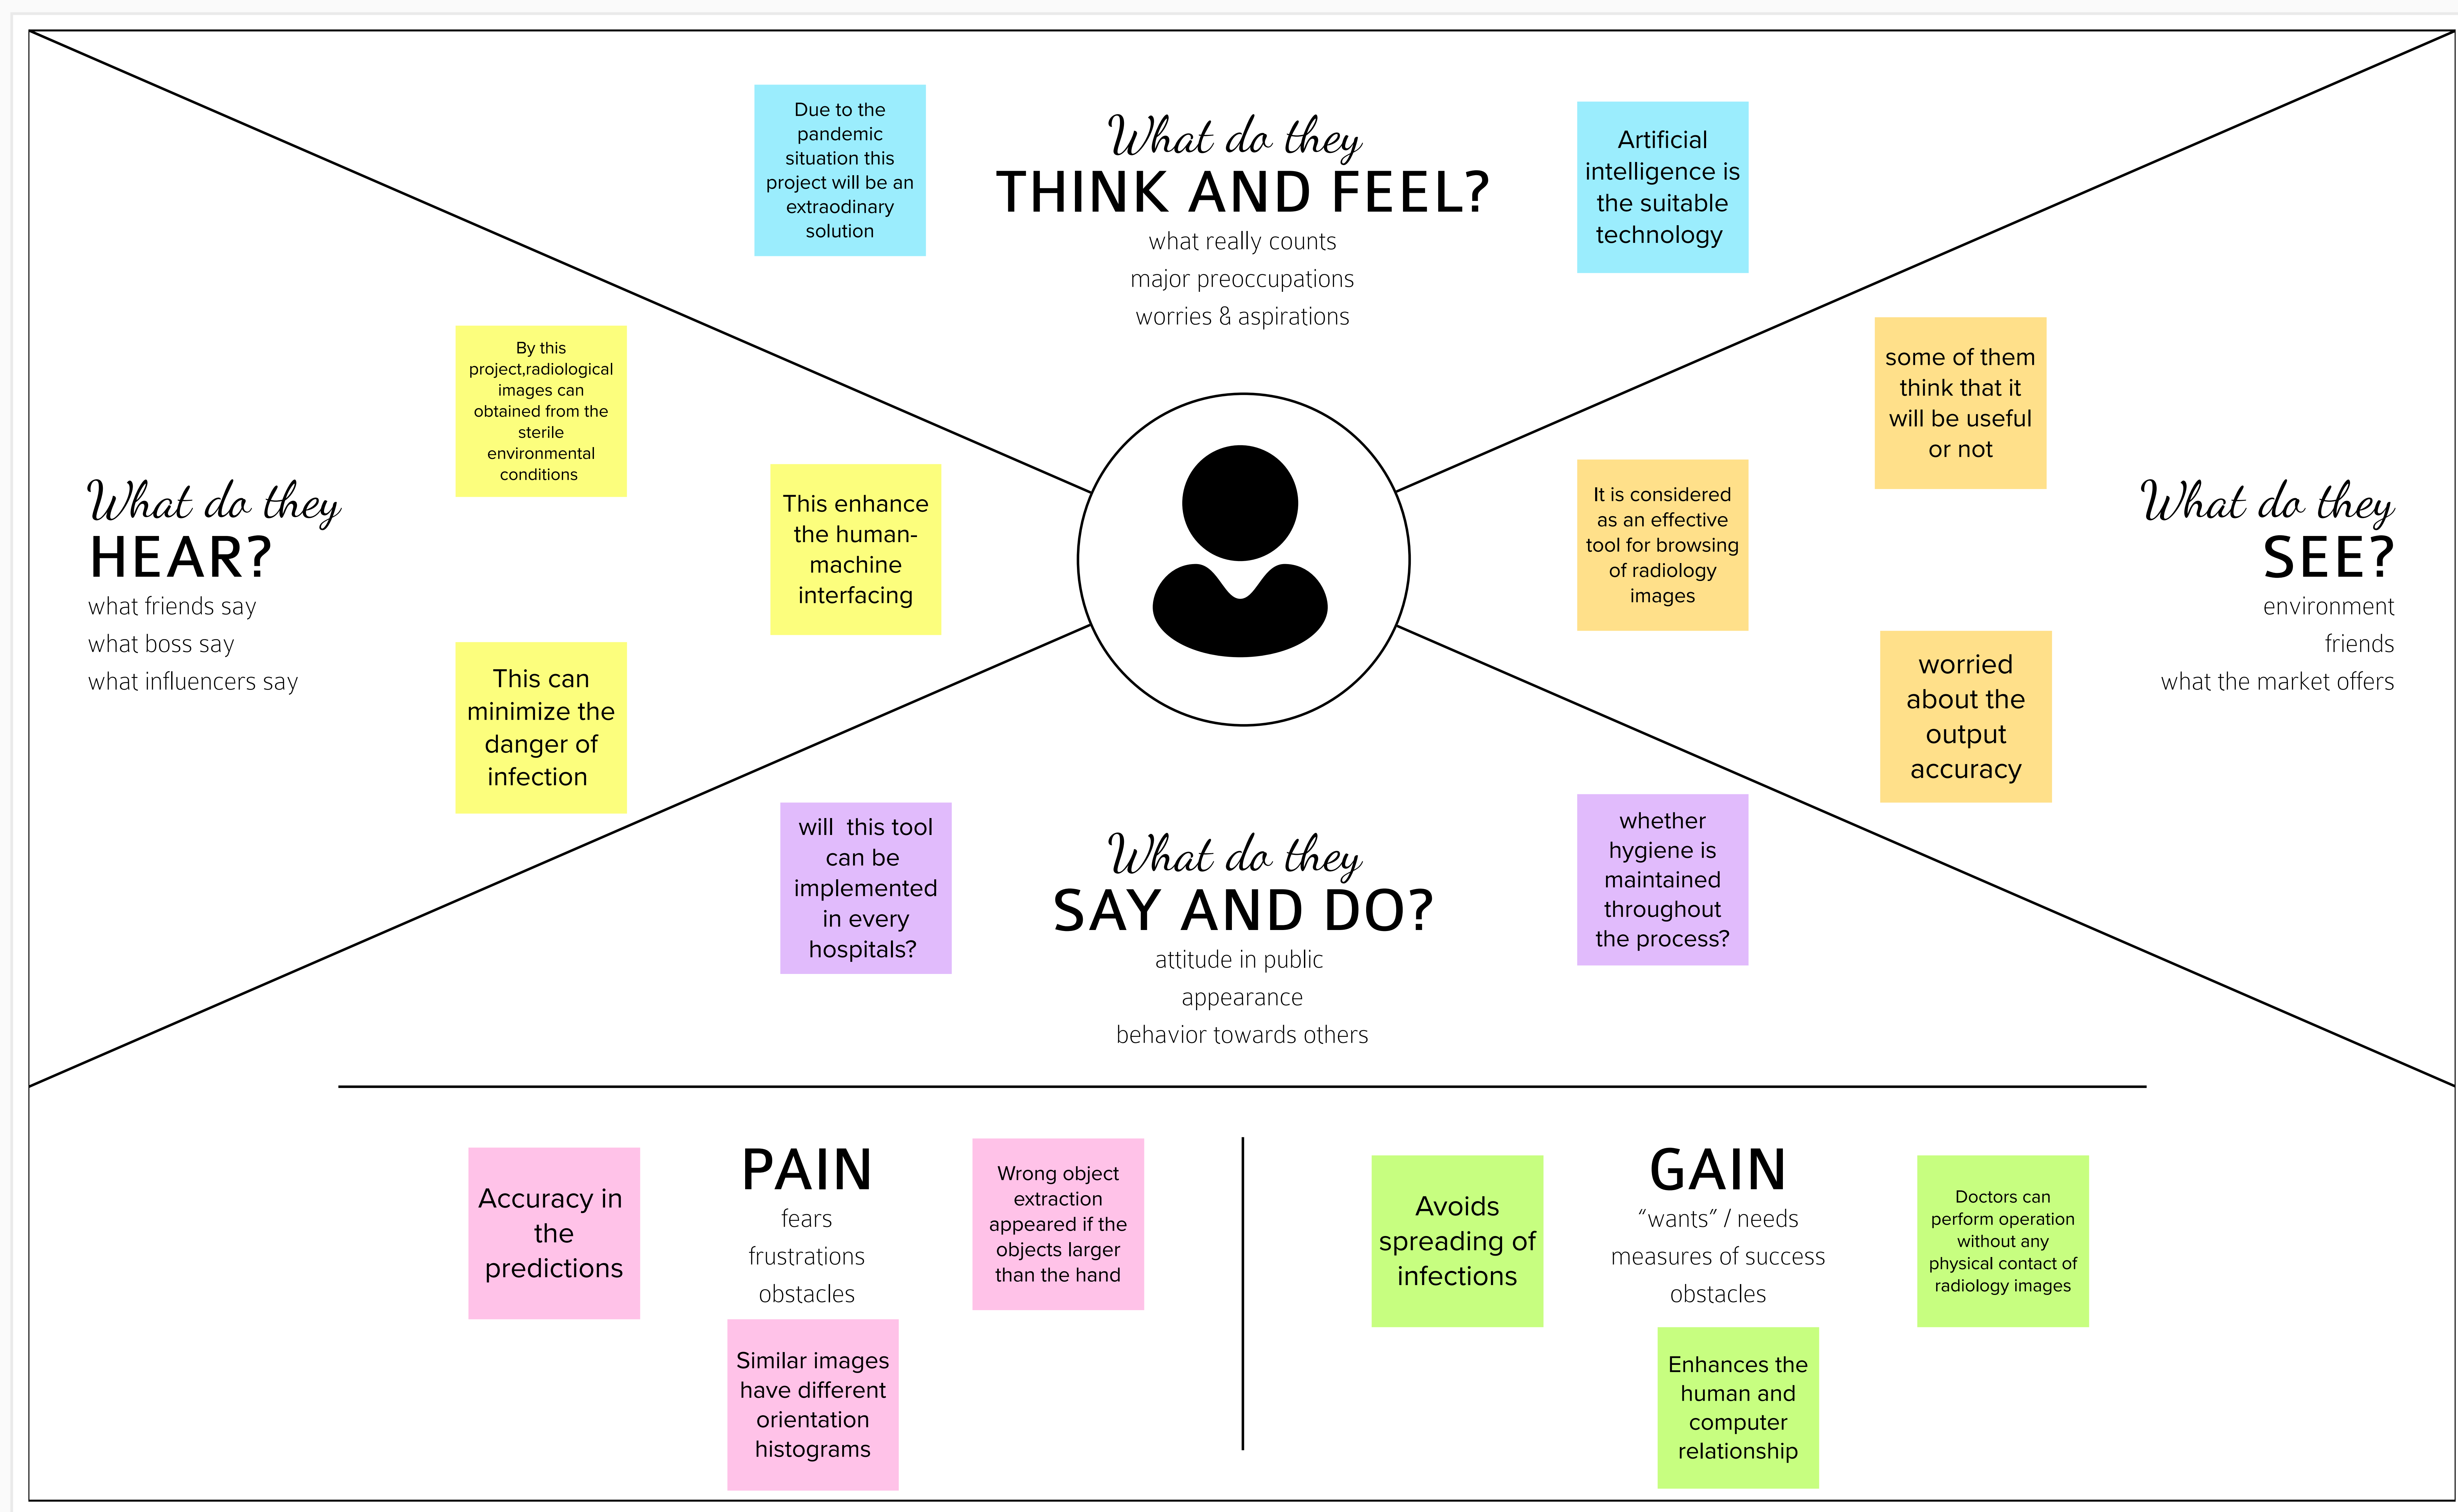 Due to the
pandemic
situation this
project will be an
extraodinary
solution
What do they
THINK AND FEEL?
what really counts
major preoccupations
worries & aspirations
Artificial
intelligence is
the suitable
technology
By this
project,radiological
images can
obtained from the
sterile
environmental
conditions
What do they
HEAR?
what friends say
what boss say
what influencers say
This enhance
the human-
machine
interfacing
This can
minimize the
danger of
infection
some of them
think that it
will be useful
or not
It is considered
as an effective
tool for browsing
of radiology
images
What do they
SEE?
environment
friends
what the market offers
worried
about the
output
accuracy
will  this tool
can be
implemented
in every
hospitals?
What do they
SAY AND DO?
attitude in public
appearance
behavior towards others
whether
hygiene is
maintained
throughout
the process?
Accuracy in
the
predictions
PAIN
fears
frustrations
obstacles
Wrong object
extraction
appeared if the
objects larger
than the hand
Similar images
have different
orientation
histograms
Avoids
spreading of
infections
GAIN
“wants” / needs
measures of success
obstacles
Doctors can
perform operation
without any
physical contact of
radiology images
Enhances the
human and
computer
relationship